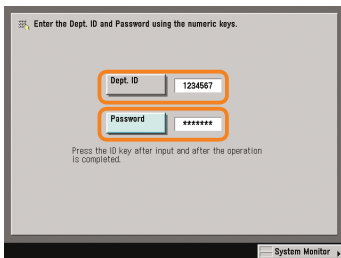 Enter the Dept. ID and Password using the numeric keys.
Dept. ID
1234567
Password
*******
Press the ID key after input and after the operation
is completed.
System Monitor